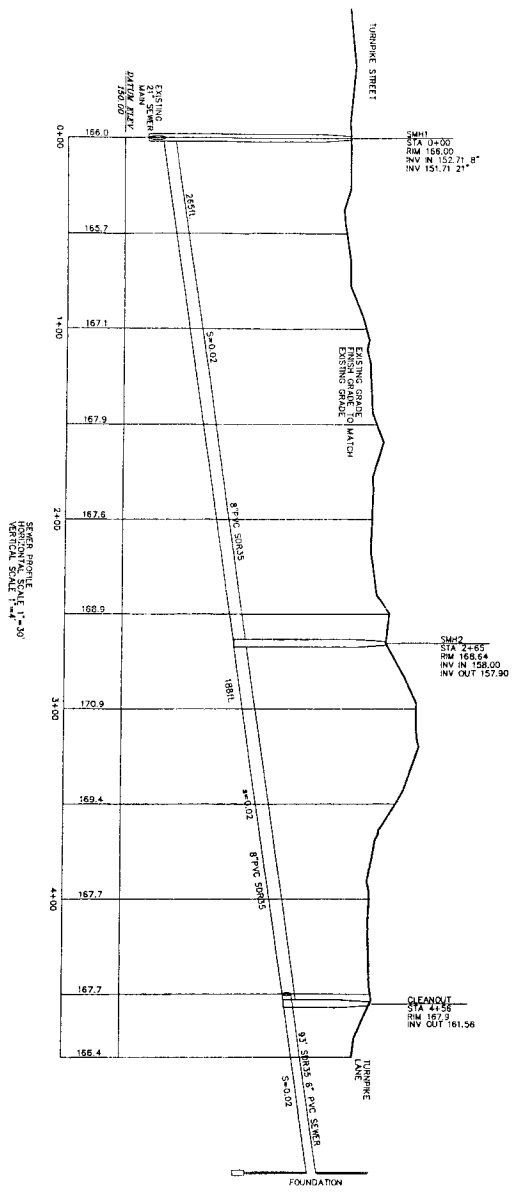 TURNPIKE STREET
SMH1
STA 0+00
RIM 166.00
INV IN 152.71 8"
INV 151.71 21"
EXISTING
21" SEWER
MAIN
DATUM ELEV
150.00
0+00
166.0
265ft.
165.7
1+00
167.1
S=0.02
EXISTING GRADE
FINISH GRADE TO MATCH
EXISTING GRADE
167.9
2+00
167.6
8"PVC SDR35
168.9
SMH2
STA 2+65
RIM 168.64
INV IN 158.00
INV OUT 157.90
188ft.
3+00
170.9
169.4
s=0.02
4+00
167.7
8"PVC SDR35
167.7
CLEANOUT
STA 4+56
RIM 167.9
INV OUT 161.56
166.4
TURNPIKE
LANE
93' SDR35 6" PVC SEWER
S=0.02
FOUNDATION
SEWER PROFILE
HORIZONTAL SCALE 1"=30'
VERTICAL SCALE 1"=4'